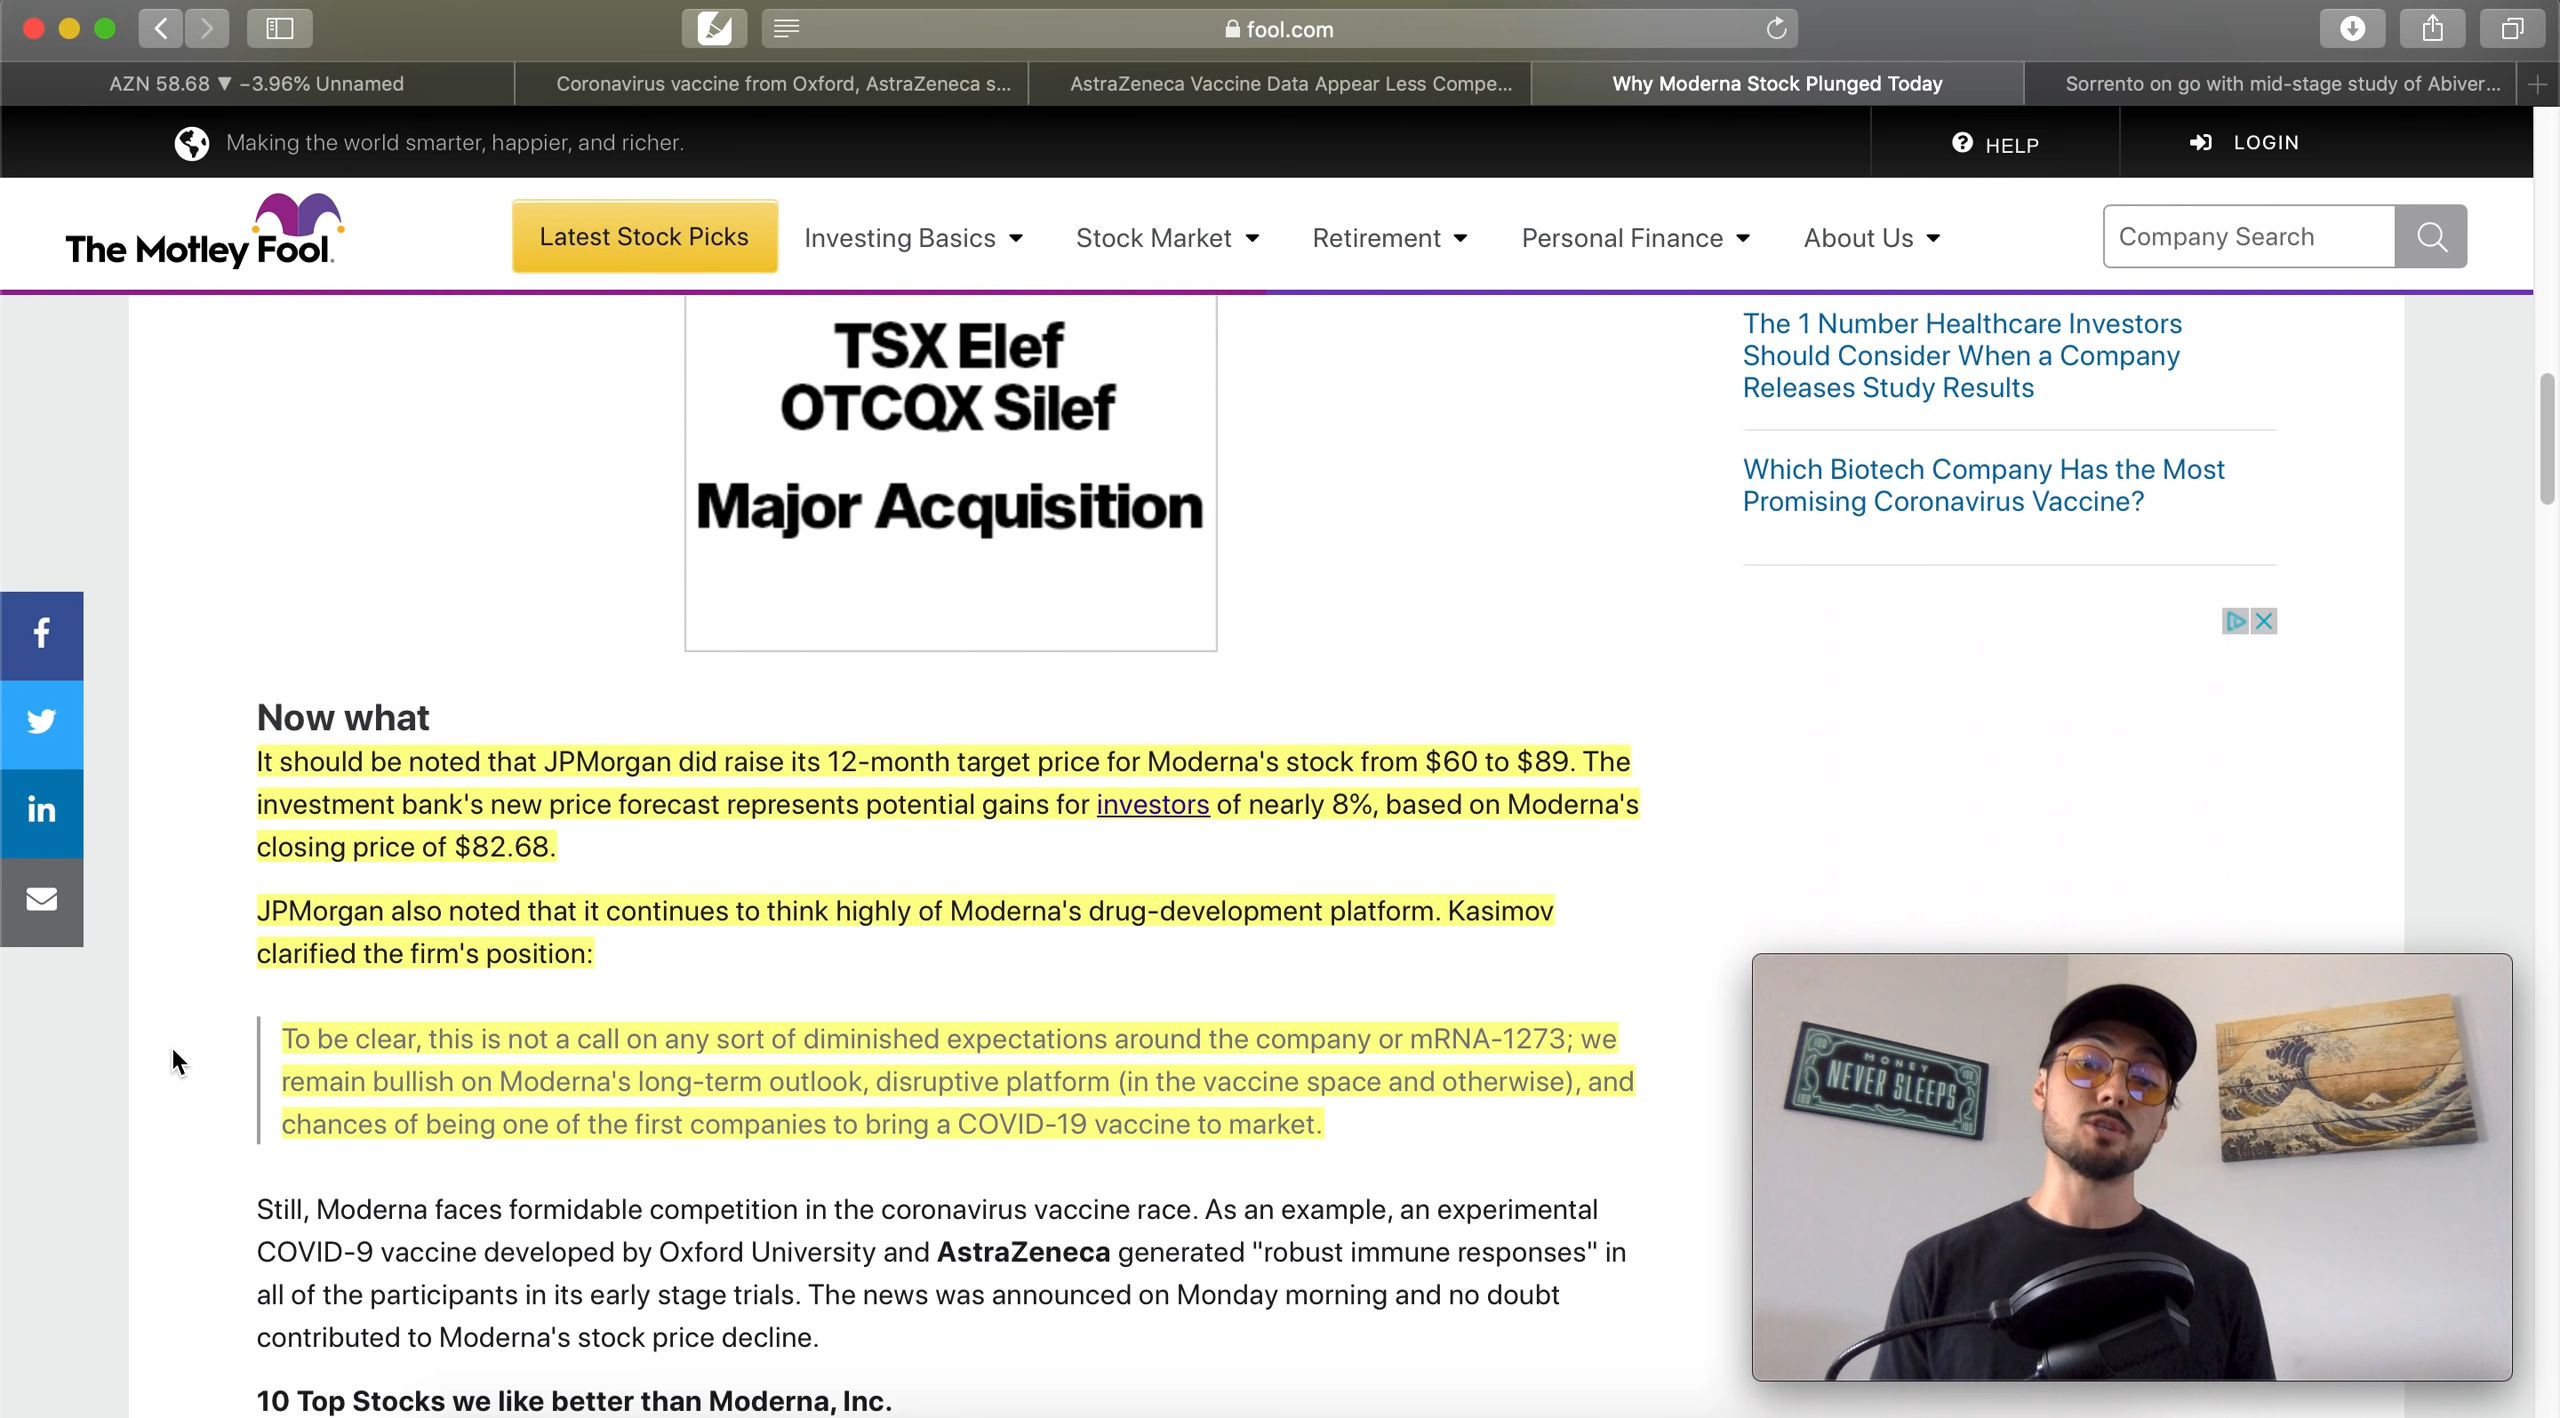 fool.com
AZN 58.68 ▼ −3.96% Unnamed
Coronavirus vaccine from Oxford, AstraZeneca s...
AstraZeneca Vaccine Data Appear Less Compe...
Why Moderna Stock Plunged Today
Sorrento on go with mid-stage study of Abiver...
Making the world smarter, happier, and richer.
HELP
LOGIN
The Motley Fool.
Latest Stock Picks
Investing Basics
Stock Market
Retirement
Personal Finance
About Us
Company Search
TSX Elef
OTCQX Silef
Major Acquisition
The 1 Number Healthcare Investors
Should Consider When a Company
Releases Study Results
Which Biotech Company Has the Most
Promising Coronavirus Vaccine?
Now what
It should be noted that JPMorgan did raise its 12-month target price for Moderna's stock from $60 to $89. The
investment bank's new price forecast represents potential gains for investors of nearly 8%, based on Moderna's
closing price of $82.68.
JPMorgan also noted that it continues to think highly of Moderna's drug-development platform. Kasimov
clarified the firm's position:
To be clear, this is not a call on any sort of diminished expectations around the company or mRNA-1273; we
remain bullish on Moderna's long-term outlook, disruptive platform (in the vaccine space and otherwise), and
chances of being one of the first companies to bring a COVID-19 vaccine to market.
Still, Moderna faces formidable competition in the coronavirus vaccine race. As an example, an experimental
COVID-9 vaccine developed by Oxford University and AstraZeneca generated "robust immune responses" in
all of the participants in its early stage trials. The news was announced on Monday morning and no doubt
contributed to Moderna's stock price decline.
10 Top Stocks we like better than Moderna, Inc.
MONEY
NEVER SLEEPS
100
100
100
100